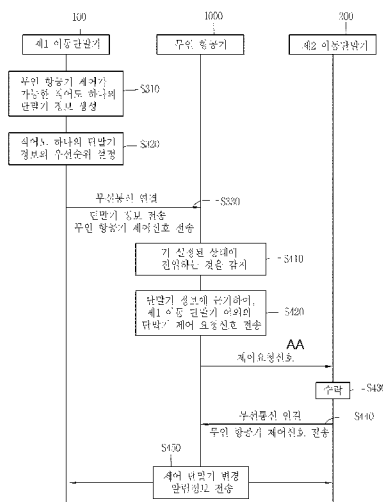 100
1000
200
제1 이동단말기
무인 항공기
제2 이동단말기
무인 항공기 제어가
가능한 적어도 하나의
단말기 정보 생성
S310
적어도 하나의 단말기
정보의 우선순위 설정
S320
무선통신 연결
S330
단말기 정보 전송
무인 항공기 제어신호 전송
기 설정된 상태에
진입하는 것을 감지
S410
단말기 정보에 근거하여,
제1 이동 단말기 이외의
단말기 제어 요청신호 전송
S420
AA
제어요청신호
수락
S430
무선통신 연결
S440
무인 항공기 제어신호 전송
S450
제어 단말기 변경
알림정보 전송